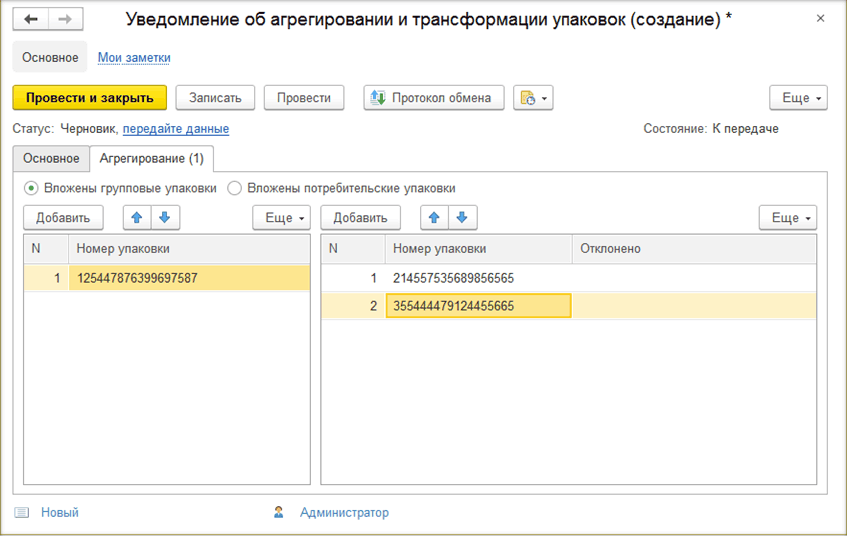 Уведомление об агрегировании и трансформации упаковок (создание) *
Основное Мои заметки
Провести и закрыть Записать Провести Протокол обмена Еще
Статус: Черновик, передайте данные Состояние: К передаче
Основное Агрегирование (1)
Вложены групповые упаковки Вложены потребительские упаковки
Добавить Еще Добавить Еще
N Номер упаковки N Номер упаковки Отклонено
1 125447876399697587 1 214557535689856565
2 355444479124455665
Новый Администратор